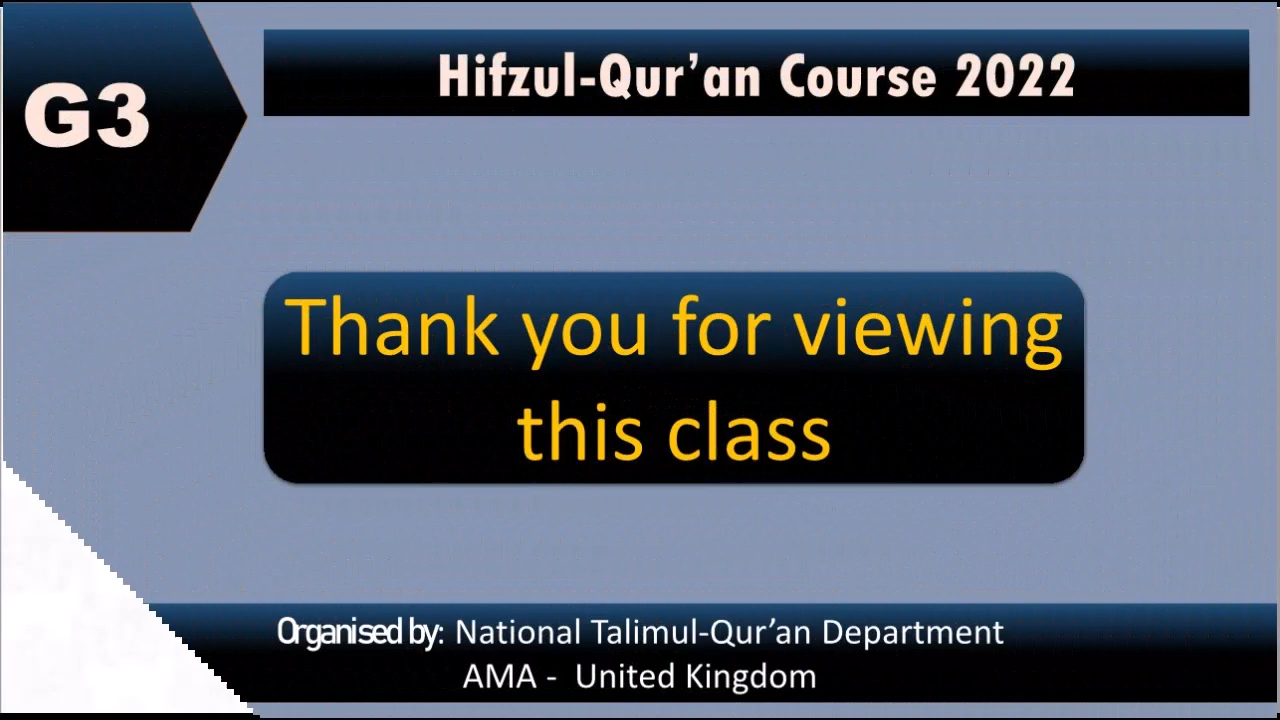 G3
Hifzul-Qur’an Course 2022
Thank you for viewing
this class
Organised by: National Talimul-Qur’an Department
AMA - United Kingdom